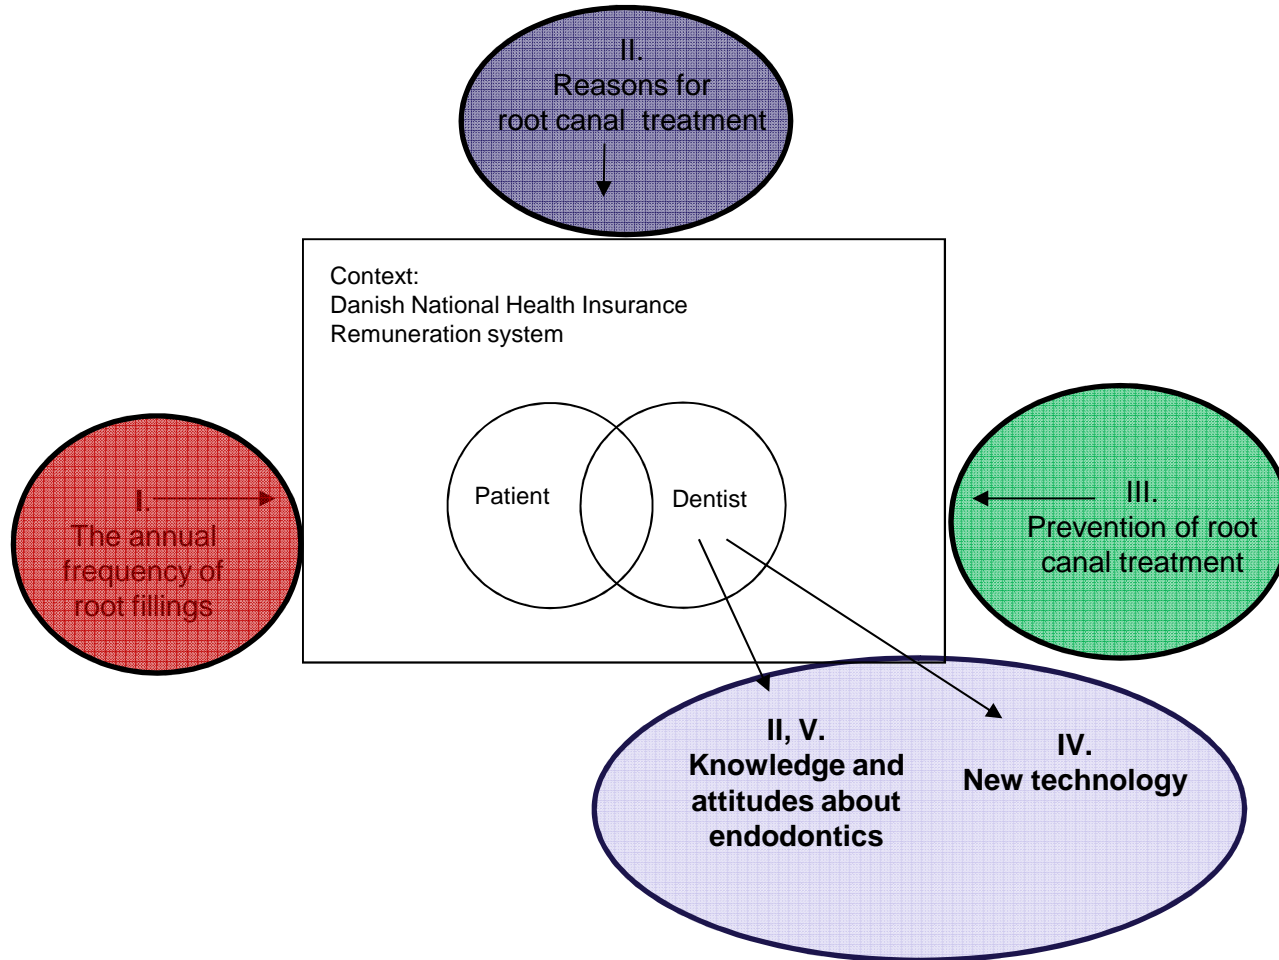 II.
Reasons for
root canal treatment
Context:
Danish National Health Insurance
Remuneration system
Patient
Dentist
I.
The annual
frequency of
root fillings
III.
Prevention of root
canal treatment
II, V.
Knowledge and
attitudes about
endodontics
IV.
New technology